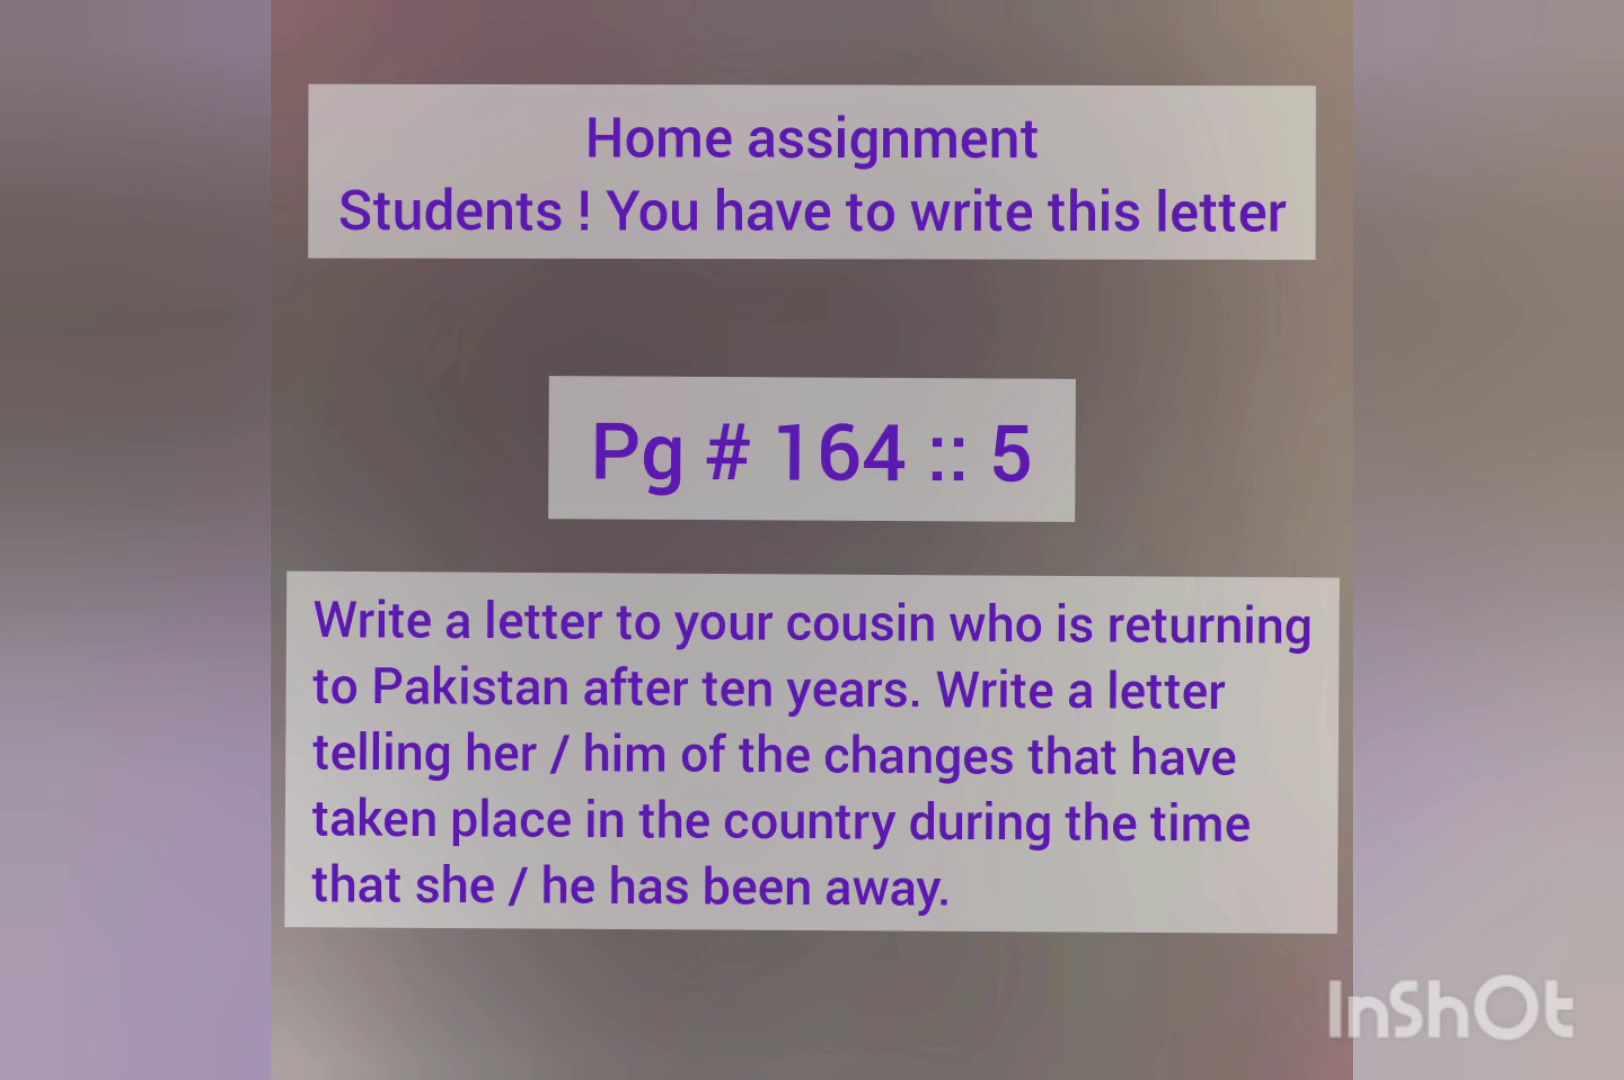 Home assignment
Students ! You have to write this letter
Pg # 164 :: 5
Write a letter to your cousin who is returning
to Pakistan after ten years. Write a letter
telling her / him of the changes that have
taken place in the country during the time
that she / he has been away.
InShOt